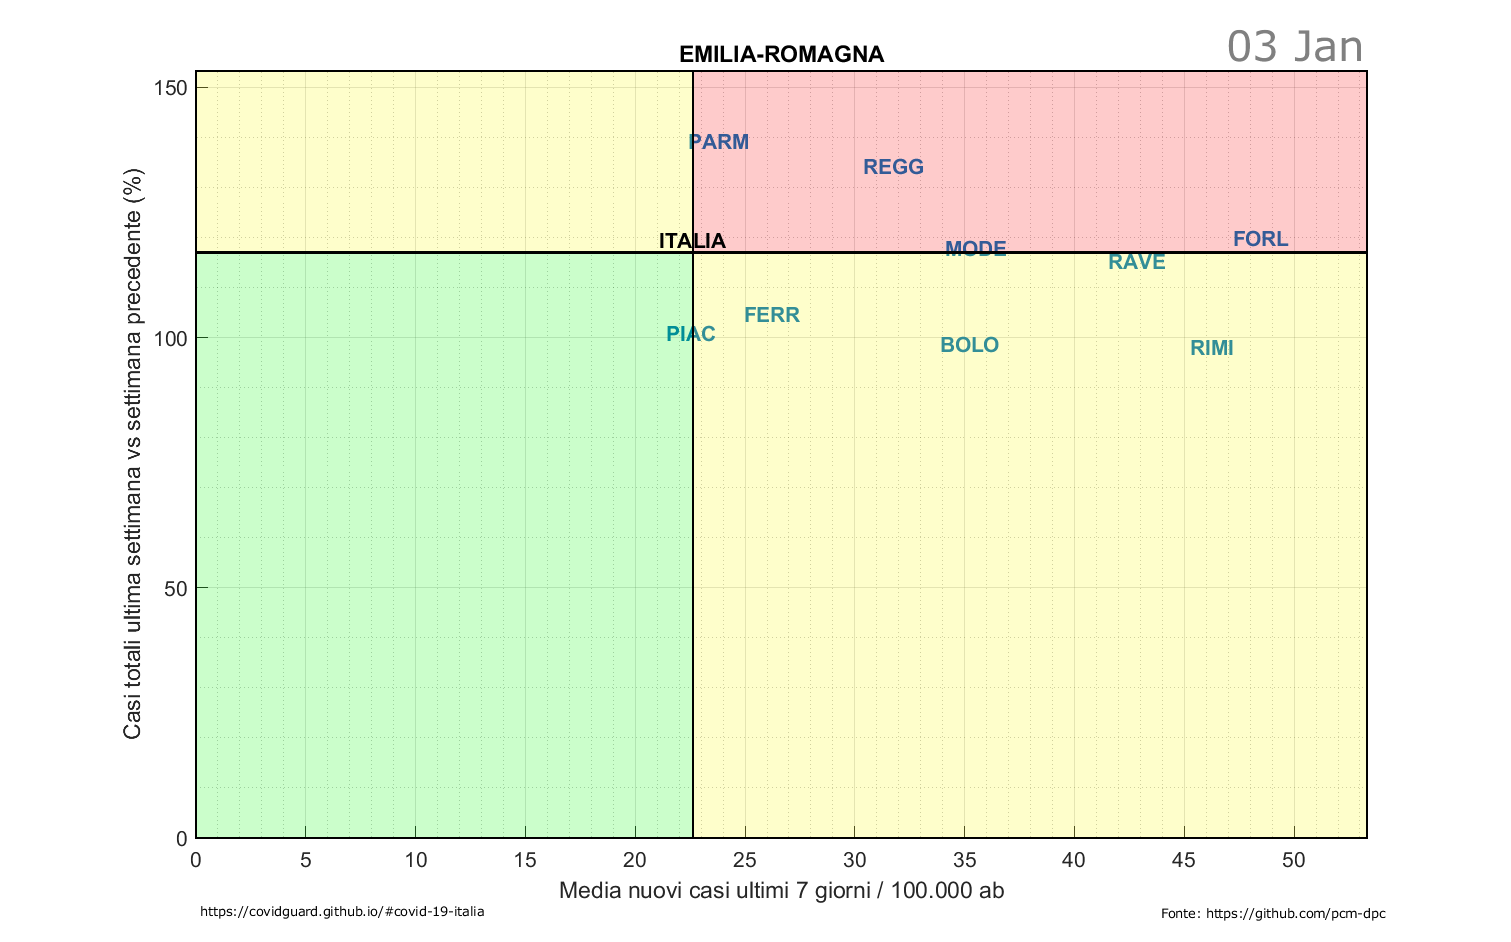 03 Jan
EMILIA-ROMAGNA
150
PARM
REGG
ITALIA
FORL
MODE
RAVE
FERR
100
PIAC
BOLO
RIMI
50
0
Casi totali ultima settimana vs settimana precedente (%)
0 5 10 15 20 25 30 35 40 45 50
Media nuovi casi ultimi 7 giorni / 100.000 ab
https://covidguard.github.io/#covid-19-italia
Fonte: https://github.com/pcm-dpc